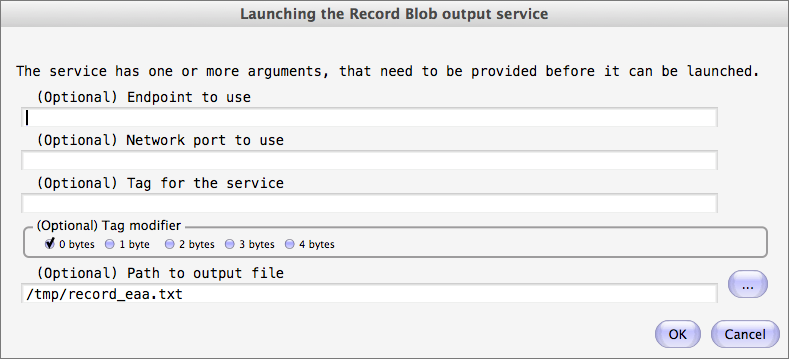 Launching the Record Blob output service
The service has one or more arguments, that need to be provided before it can be launched.
(Optional) Endpoint to use
(Optional) Network port to use
(Optional) Tag for the service
(Optional) Tag modifier
0 bytes 1 byte 2 bytes 3 bytes 4 bytes
(Optional) Path to output file
/tmp/record_eaa.txt ...
OK Cancel